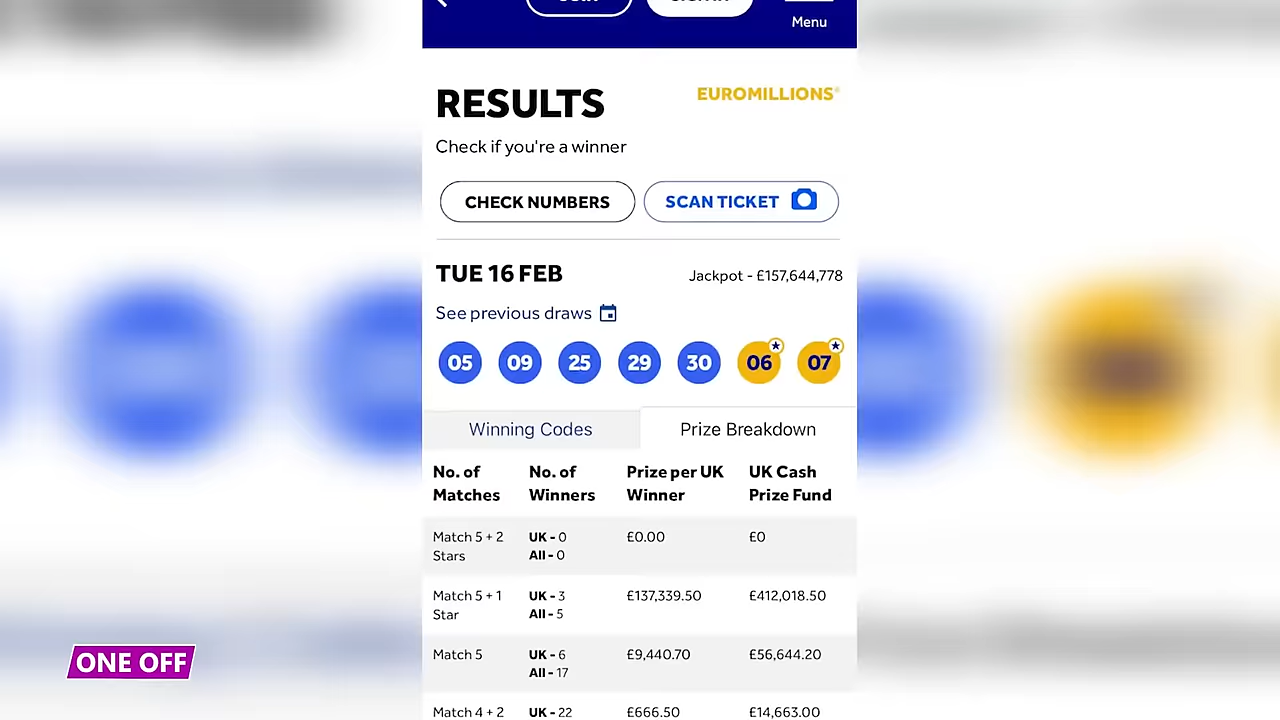 Menu
RESULTS
EUROMILLIONS®
Check if you're a winner
CHECK NUMBERS
SCAN TICKET
TUE 16 FEB
Jackpot - £157,644,778
See previous draws
05 09 25 29 30 06 07
Winning Codes
Prize Breakdown
No. of Matches
No. of Winners
Prize per UK Winner
UK Cash Prize Fund
Match 5 + 2 Stars
UK - 0
All - 0
£0.00
£0
Match 5 + 1 Star
UK - 3
All - 5
£137,339.50
£412,018.50
Match 5
UK - 6
All - 17
£9,440.70
£56,644.20
Match 4 + 2
UK - 22
£666.50
£14,663.00
ONE OFF